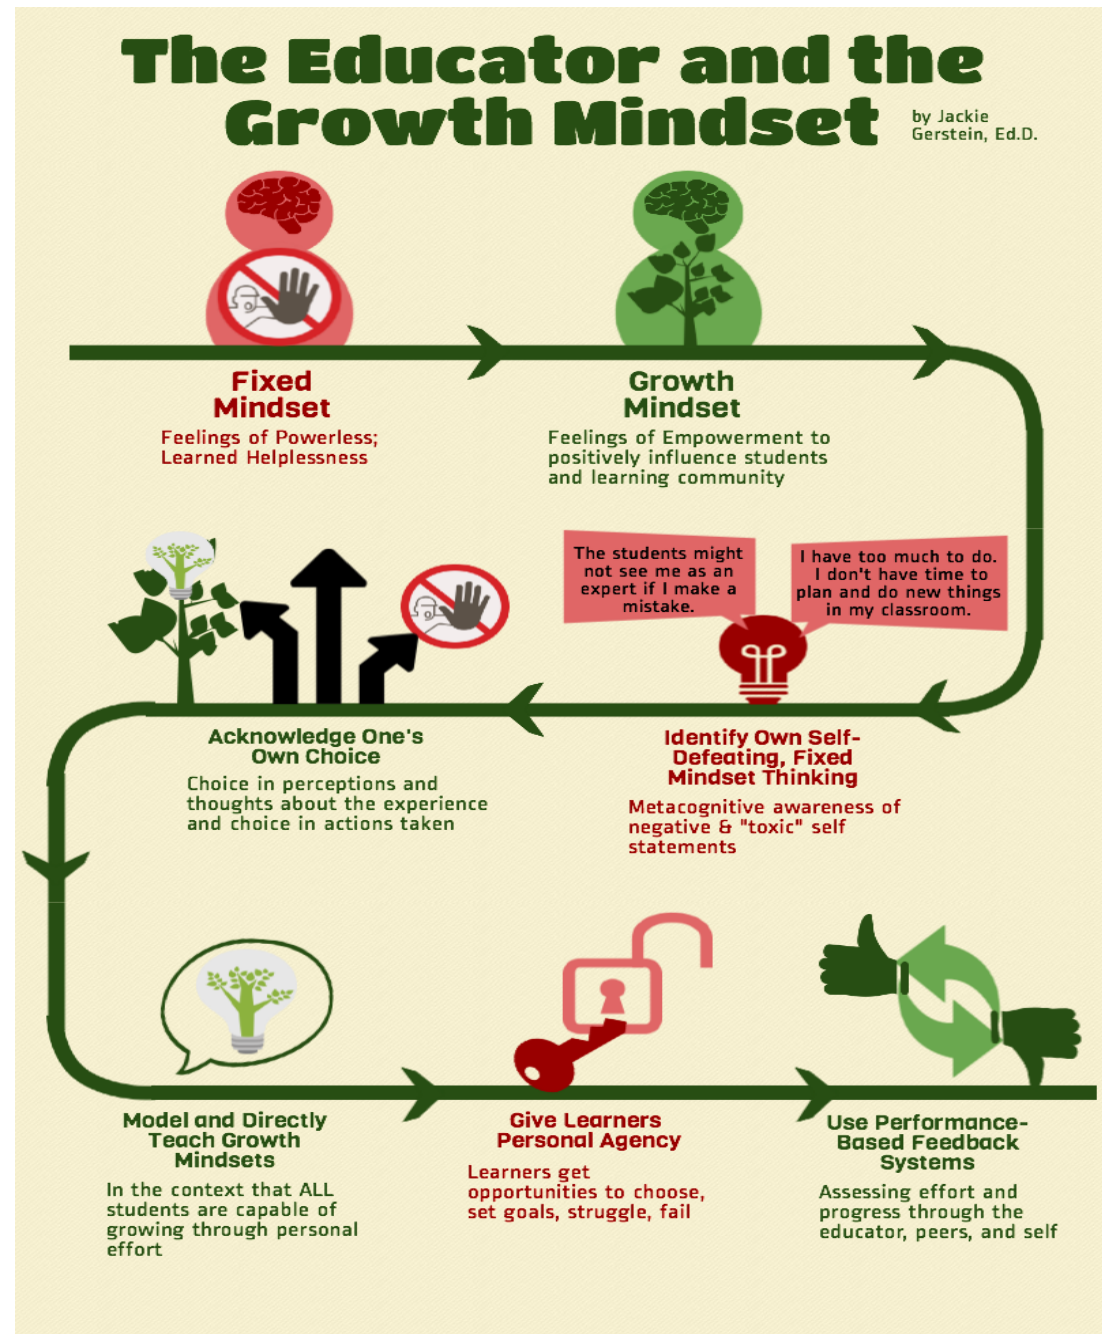 The Educator and the
Growth Mindset
by Jackie
Gerstein, Ed.D.
Fixed
Mindset
Feelings of Powerless;
Learned Helplessness
Growth
Mindset
Feelings of Empowerment to
positively influence students
and learning community
The students might
not see me as an
expert if I make a
mistake.
I have too much to do.
I don't have time to
plan and do new things
in my classroom.
Identify Own Self-
Defeating, Fixed
Mindset Thinking
Metacognitive awareness of
negative & "toxic" self
statements
Acknowledge One's
Own Choice
Choice in perceptions and
thoughts about the experience
and choice in actions taken
Model and Directly
Teach Growth
Mindsets
In the context that ALL
students are capable of
growing through personal
effort
Give Learners
Personal Agency
Learners get
opportunities to choose,
set goals, struggle, fail
Use Performance-
Based Feedback
Systems
Assessing effort and
progress through the
educator, peers, and self